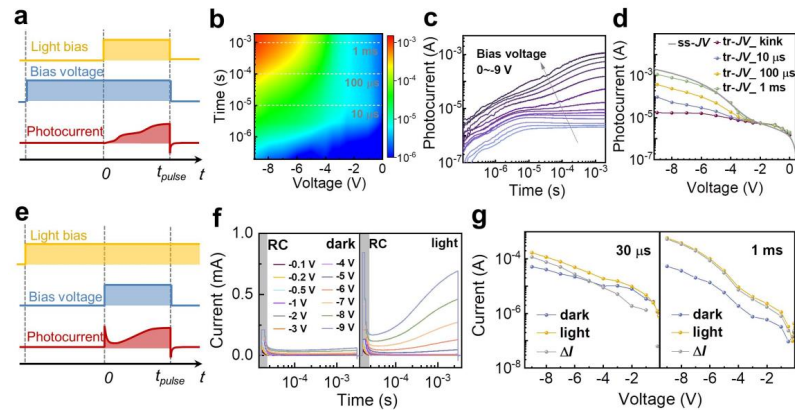 a
Light bias
Bias voltage
Photocurrent
0
t_pulse
t
b
Time (s)
10⁻³
10⁻⁴
10⁻⁵
10⁻⁶
1 ms
100 μs
10 μs
-8 -6 -4 -2 0
Voltage (V)
10⁻³
10⁻⁴
10⁻⁵
10⁻⁶
c
Photocurrent (A)
10⁻³
10⁻⁵
10⁻⁷
Bias voltage
0~-9 V
10⁻⁵ 10⁻³
Time (s)
d
Photocurrent (A)
10⁻¹
10⁻³
10⁻⁵
10⁻⁷
ss-JV
tr-JV_ kink
tr-JV_10 μs
tr-JV_ 100 μs
tr-JV_ 1 ms
-8 -6 -4 -2 0
Voltage (V)
e
Light bias
Bias voltage
Photocurrent
0
t_pulse
t
f
Current (mA)
1.0
0.5
0.0
RC
dark
-0.1 V
-0.2 V
-0.5 V
-1 V
-2 V
-3 V
-4 V
-5 V
-6 V
-7 V
-8 V
-9 V
RC
light
10⁻⁴ 10⁻³ 10⁻⁴ 10⁻³
Time (s)
g
Current (A)
10⁻⁴
10⁻⁶
10⁻⁸
30 μs
dark
light
ΔI
1 ms
dark
light
ΔI
-8 -6 -4 -2 -8 -6 -4 -2 0
Voltage (V)